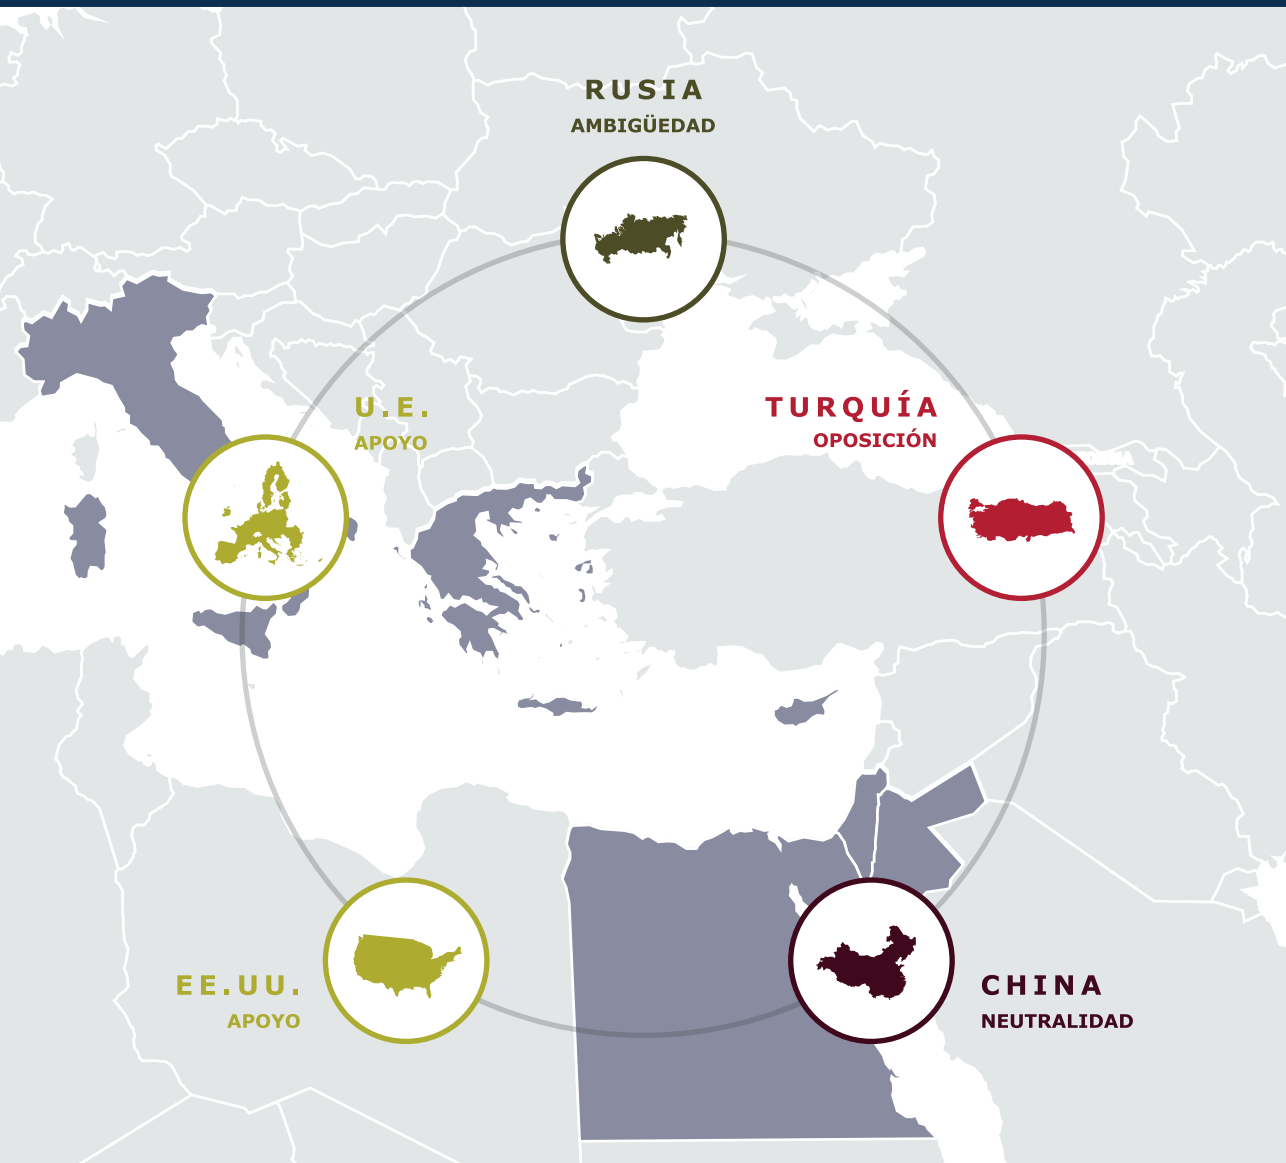 RUSIA
AMBIGÜEDAD
U.E.
APOYO
TURQUÍA
OPOSICIÓN
EE.UU.
APOYO
CHINA
NEUTRALIDAD